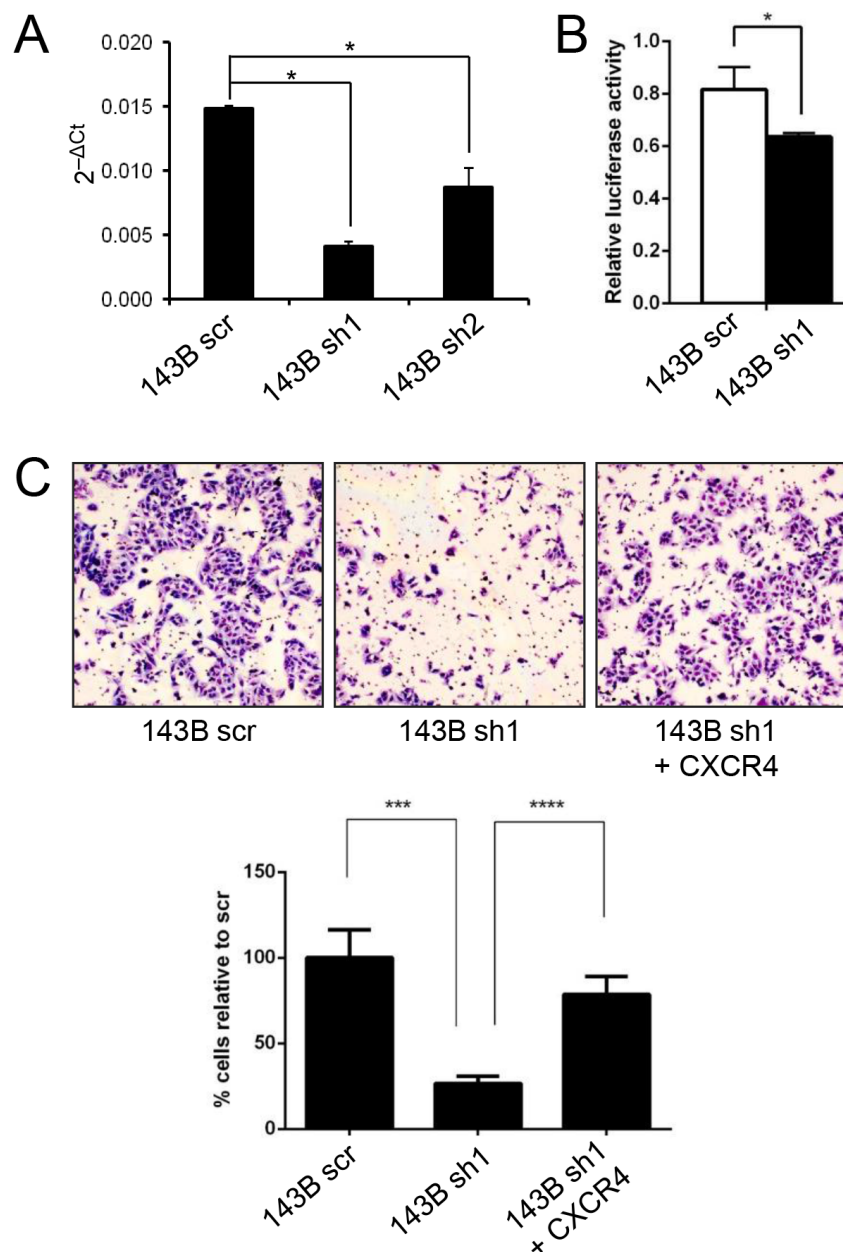 A
2–ΔCt
0.020
0.015
0.010
0.005
0.000
*
*
143B scr
143B sh1
143B sh2
B
Relative luciferase activity
1.0
0.8
0.6
0.4
0.2
0.0
*
143B scr
143B sh1
C
143B scr
143B sh1
143B sh1
+ CXCR4
% cells relative to scr
150
100
50
0
***
****
143B scr
143B sh1
143B sh1
+ CXCR4